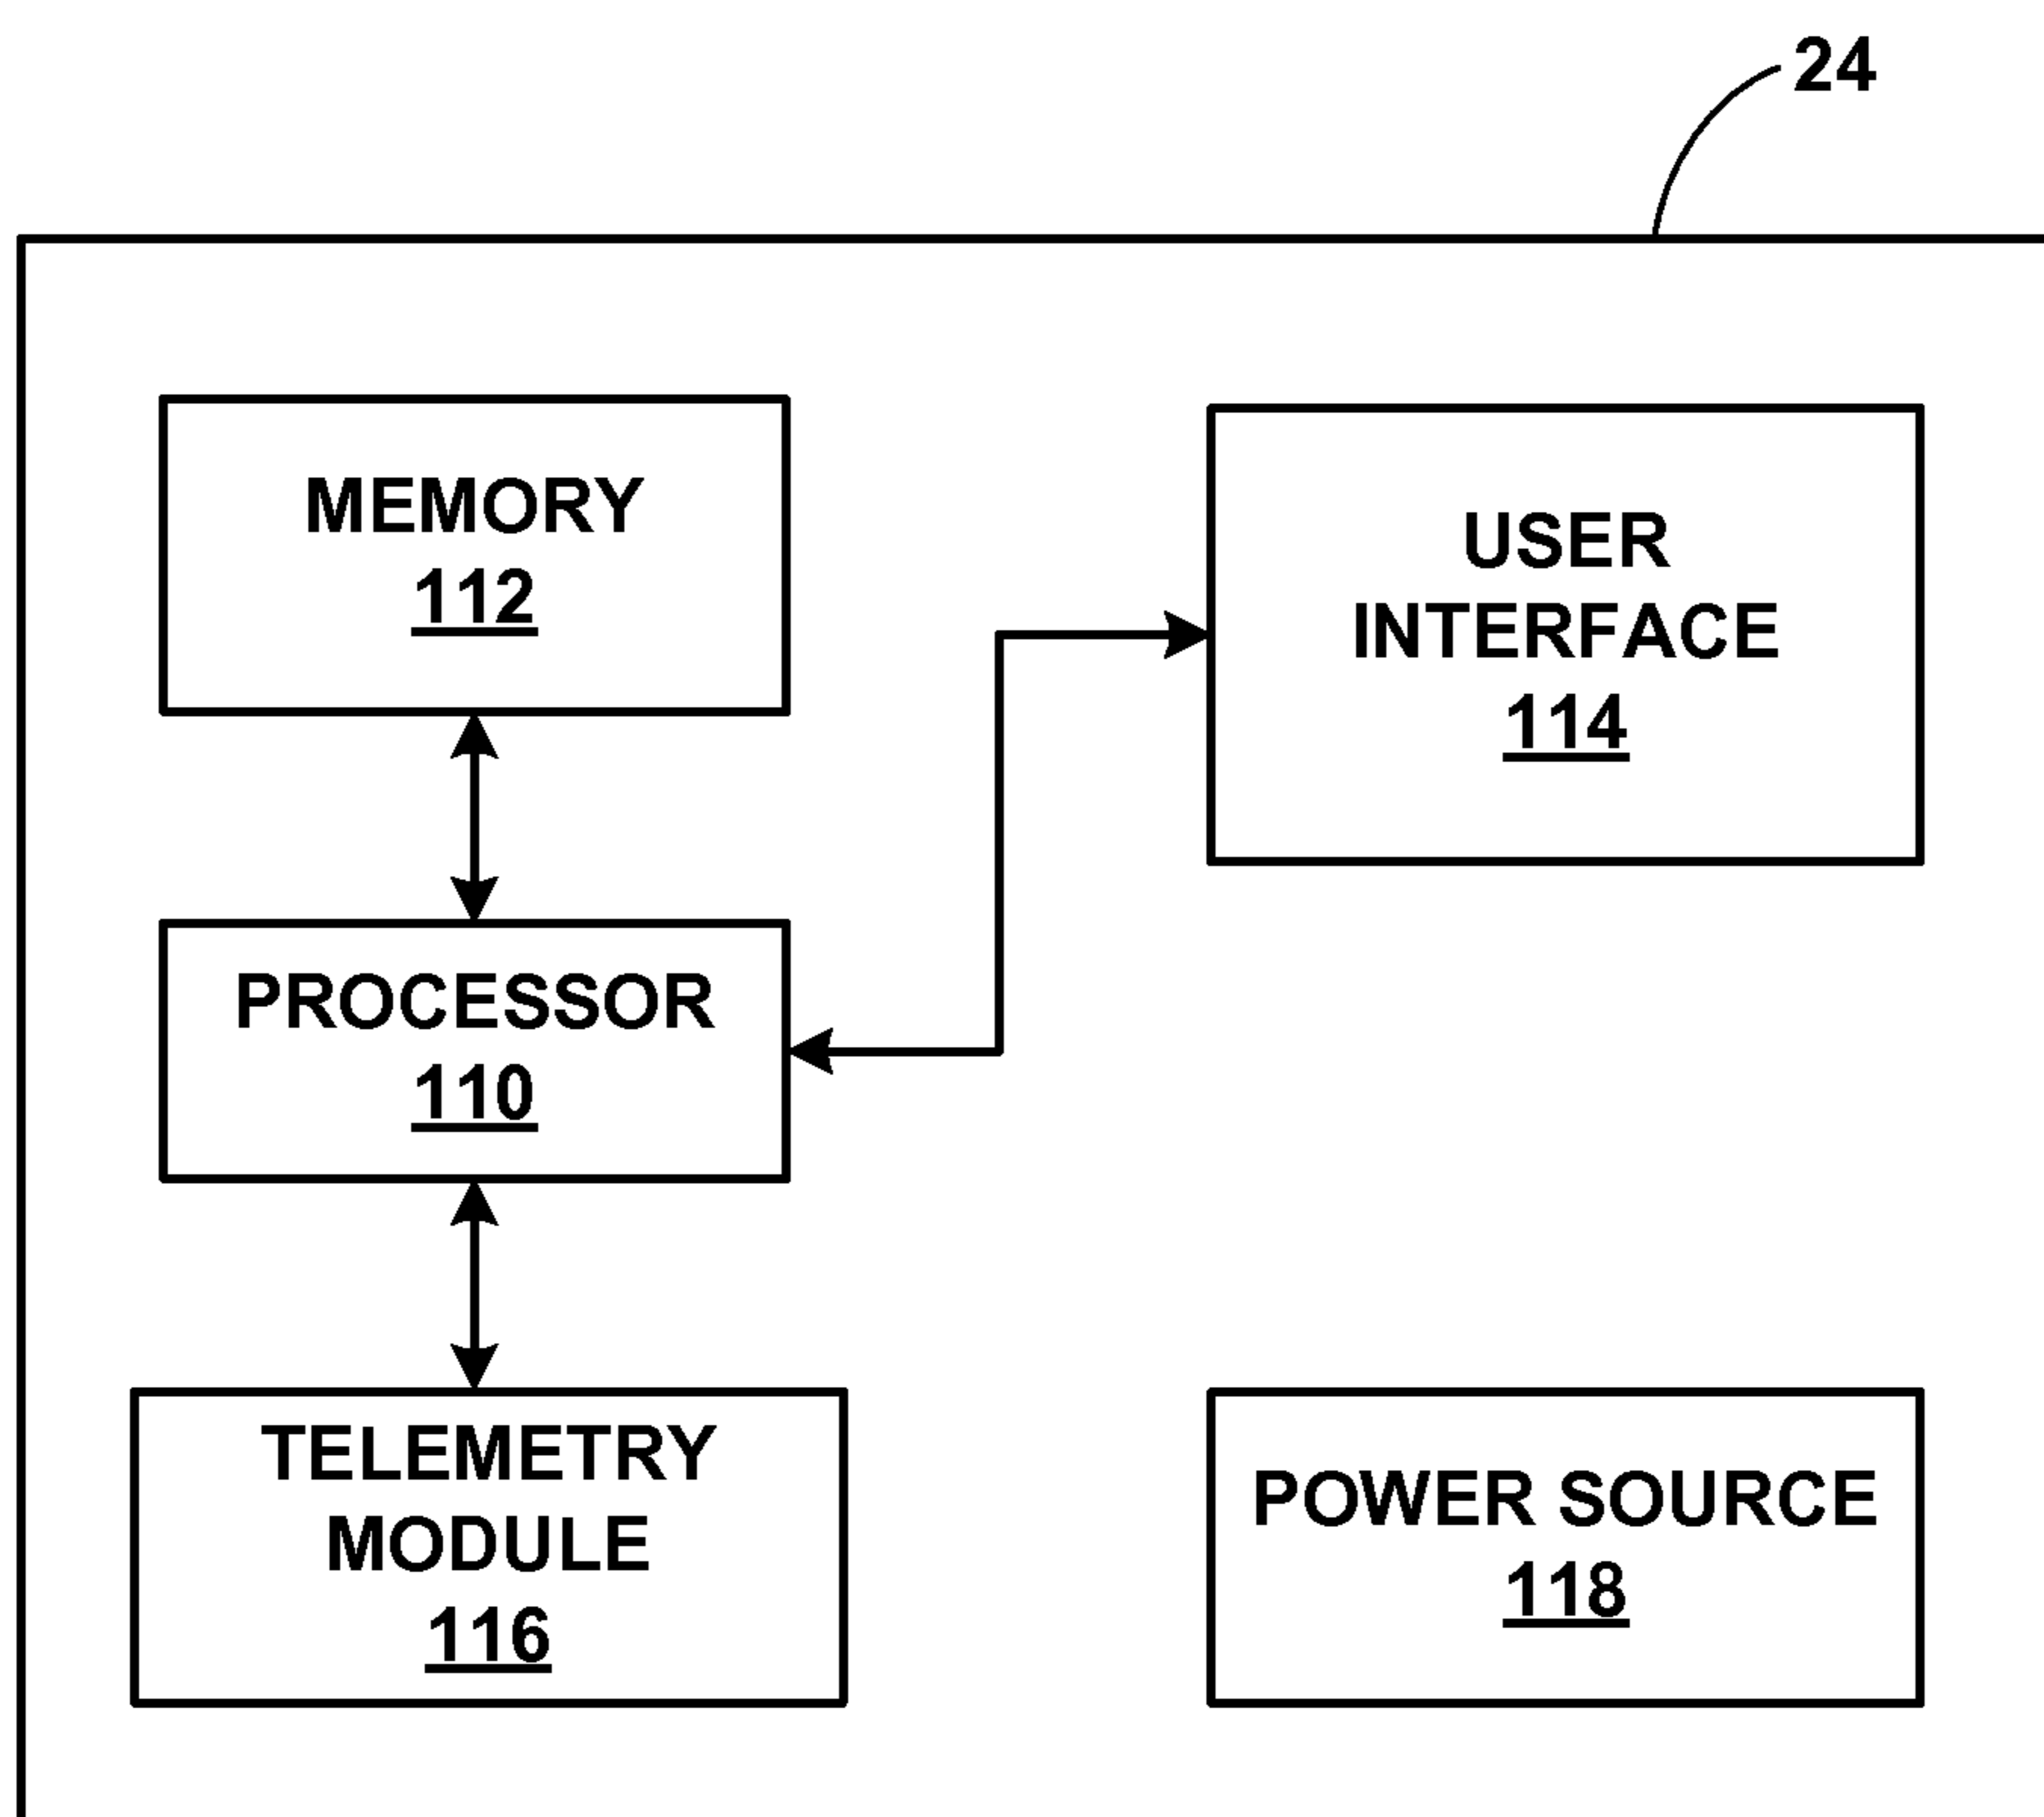 24
MEMORY
112
USER
INTERFACE
114
PROCESSOR
110
TELEMETRY
MODULE
116
POWER SOURCE
118